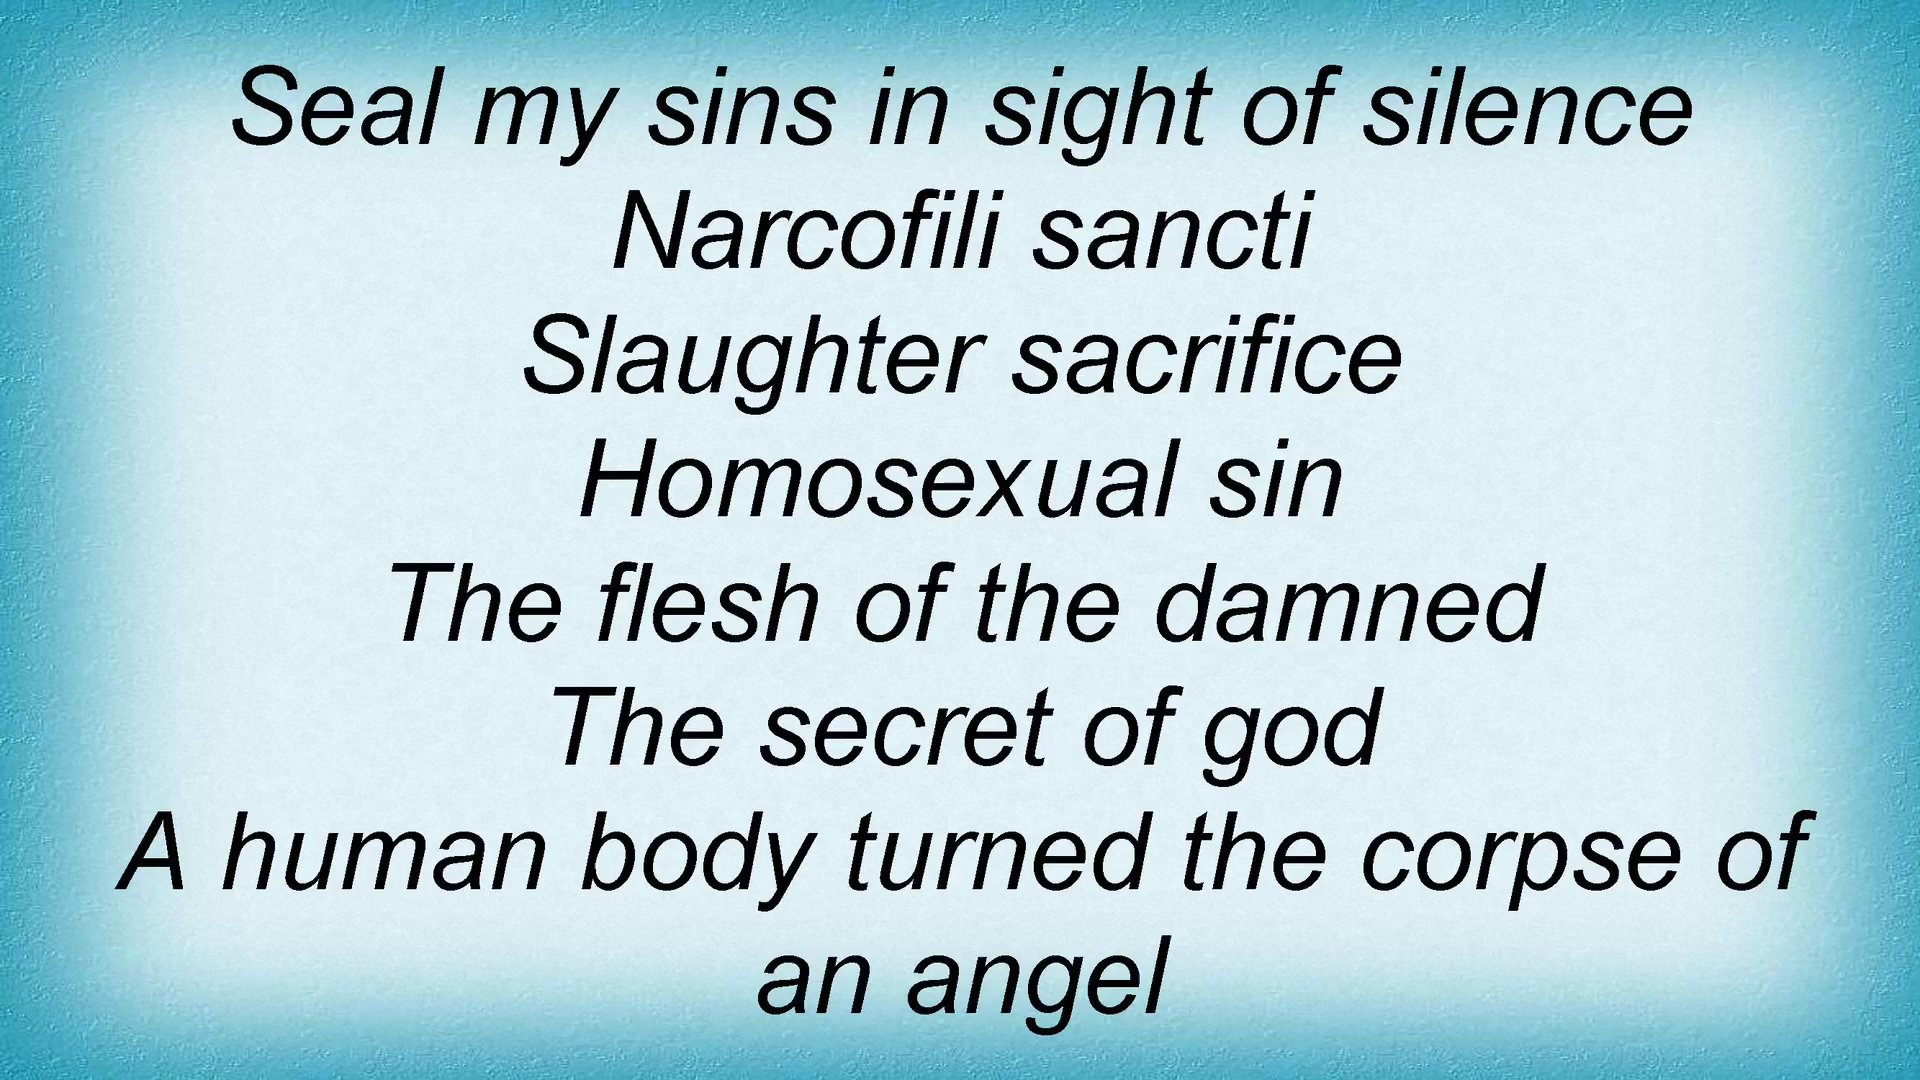 Seal my sins in sight of silence
Narcofili sancti
Slaughter sacrifice
Homosexual sin
The flesh of the damned
The secret of god
A human body turned the corpse of
an angel